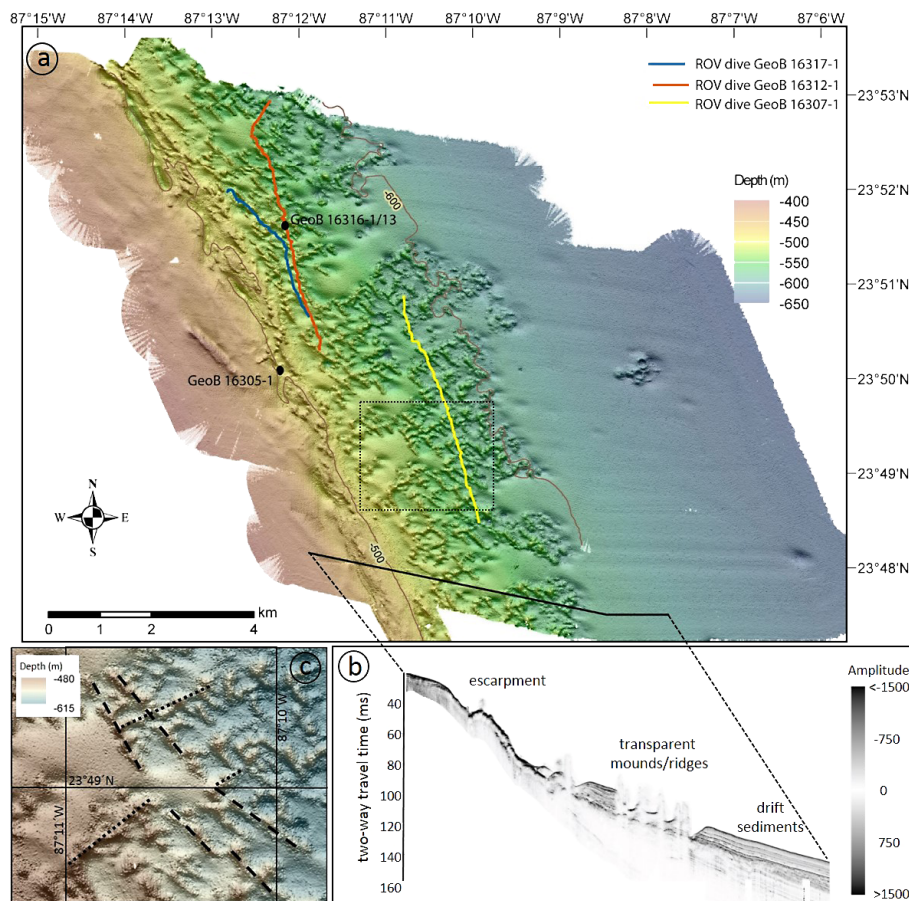 87°15'W 87°14'W 87°13'W 87°12'W 87°11'W 87°10'W 87°9'W 87°8'W 87°6'W
a
ROV dive GeoB 16317-1
ROV dive GeoB 16312-1
ROV dive GeoB 16307-1
23°53'N
23°52'N
23°51'N
23°50'N
23°49'N
23°48'N
-600
GeoB 16316-1/13
GeoB 16305-1
-500
Depth (m)
-400
-450
-500
-550
-600
-650
N
W E
S
km
0 1 2 4
c
Depth (m)
-480
-615
87°10' W
23°49' N
87°11' W
b
escarpment
transparent
mounds/ridges
drift
sediments
two-way travel time (ms)
40
60
80
100
120
140
160
Amplitude
<-1500
-750
0
750
>1500